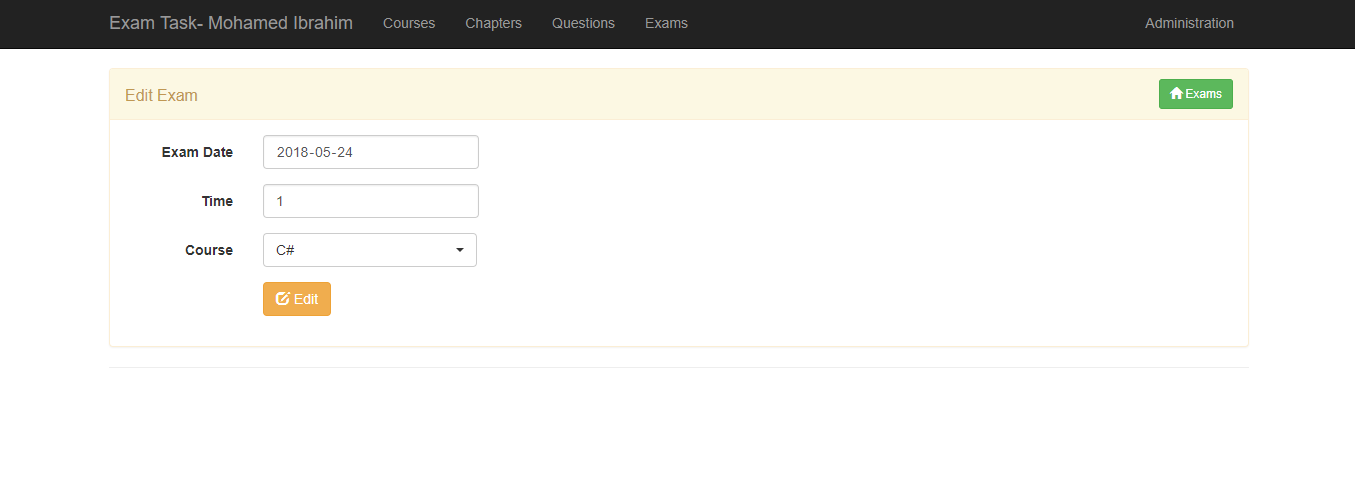 Exam Task- Mohamed Ibrahim Courses Chapters Questions Exams Administration
Edit Exam Exams
Exam Date 2018-05-24
Time 1
Course C#
Edit